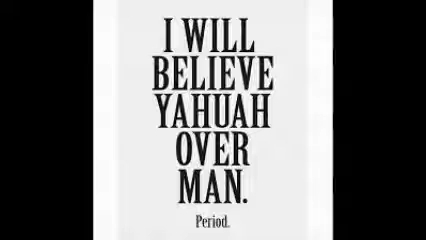 I WILL
BELIEVE
YAHUAH
OVER
MAN.
Period.